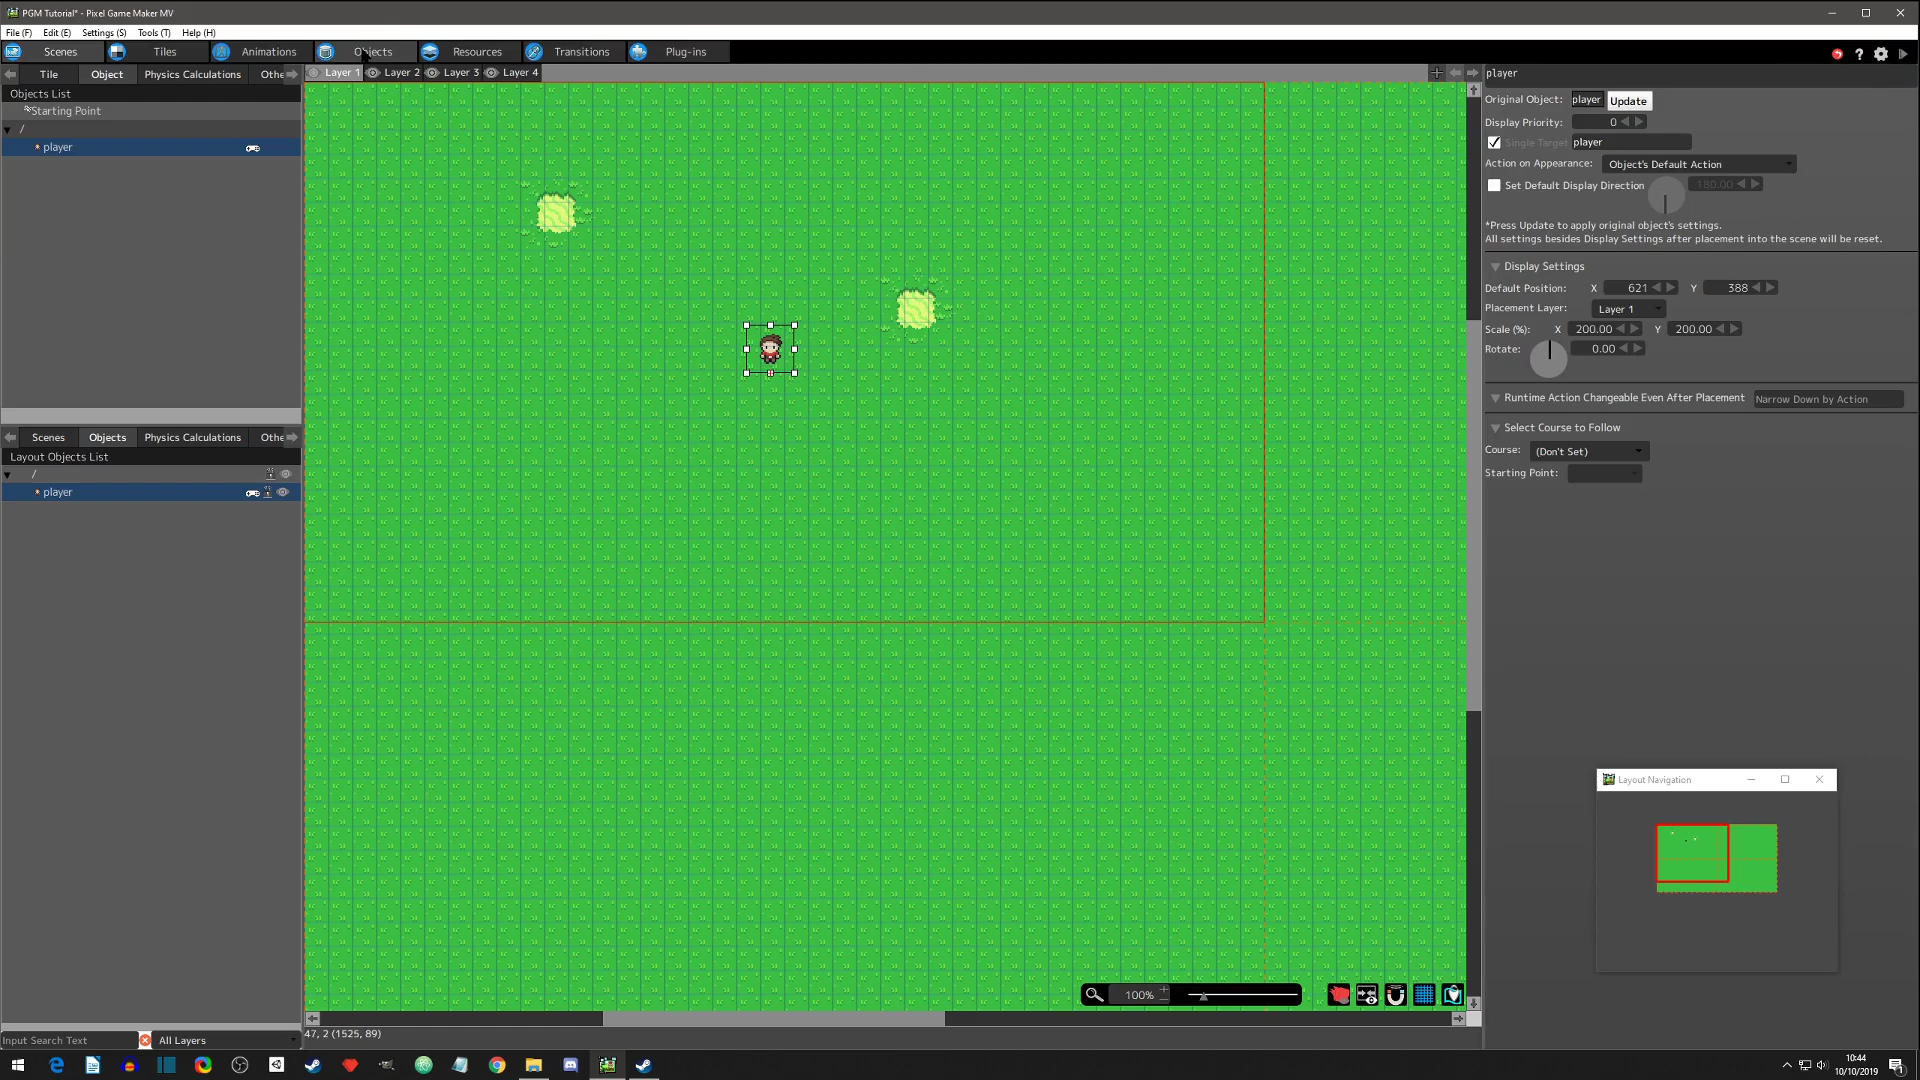 PGM Tutorial* - Pixel Game Maker MV
File (F) Edit (E) Settings (S) Tools (T) Help (H)
Scenes Tiles Animations Objects Resources Transitions Plug-ins
Tile Object Physics Calculations Othe
Layer 1 Layer 2 Layer 3 Layer 4
Objects List
Starting Point
/
player
Scenes Objects Physics Calculations Othe
Layout Objects List
/
player
Input Search Text All Layers
47, 2 (1525, 89)
100%
player
Original Object: player Update
Display Priority: 0
Single Target player
Action on Appearance: Object's Default Action
Set Default Display Direction 180.00
*Press Update to apply original object's settings.
All settings besides Display Settings after placement into the scene will be reset.
Display Settings
Default Position: X 621 Y 388
Placement Layer: Layer 1
Scale (%): X 200.00 Y 200.00
Rotate: 0.00
Runtime Action Changeable Even After Placement Narrow Down by Action
Select Course to Follow
Course: (Don't Set)
Starting Point:
Layout Navigation
10:44
10/10/2019